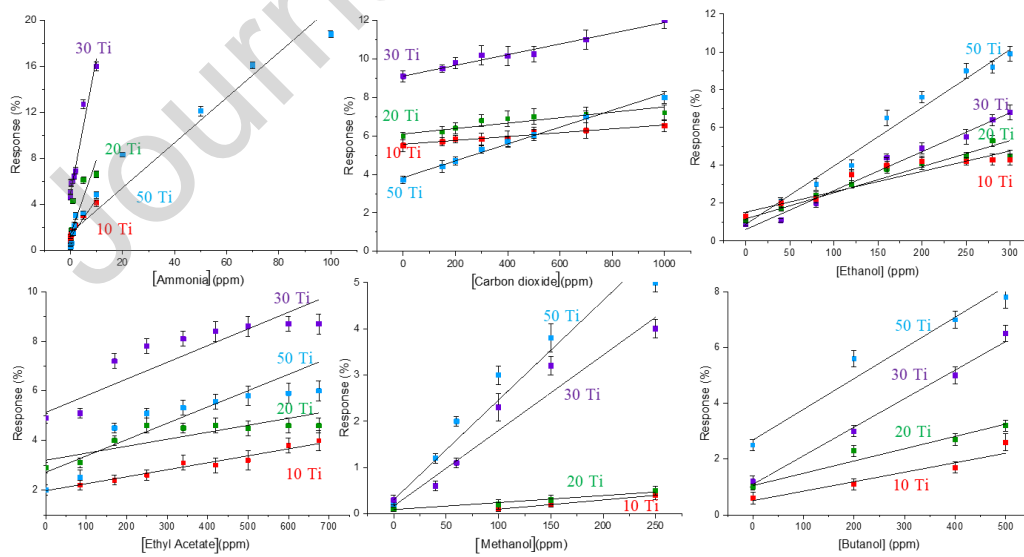 Journ
20
16
12
8
4
0
Response (%)
30 Ti
20 Ti
50 Ti
10 Ti
0 20 40 60 80 100
[Ammonia](ppm)
12
10
8
6
4
2
0
Response (%)
30 Ti
20 Ti
10 Ti
50 Ti
0 200 400 600 800 1000
[Carbon dioxide](ppm)
12
10
8
6
4
2
0
Response (%)
50 Ti
30 Ti
20 Ti
10 Ti
0 50 100 150 200 250 300
[Ethanol] (ppm)
10
8
6
4
2
Response (%)
30 Ti
50 Ti
20 Ti
10 Ti
0 100 200 300 400 500 600 700
[Ethyl Acetate](ppm)
5
4
3
2
1
0
Response (%)
50 Ti
30 Ti
20 Ti
10 Ti
0 50 100 150 200 250
[Methanol](ppm)
8
6
4
2
0
Response (%)
50 Ti
30 Ti
20 Ti
10 Ti
0 100 200 300 400 500
[Butanol] (ppm)